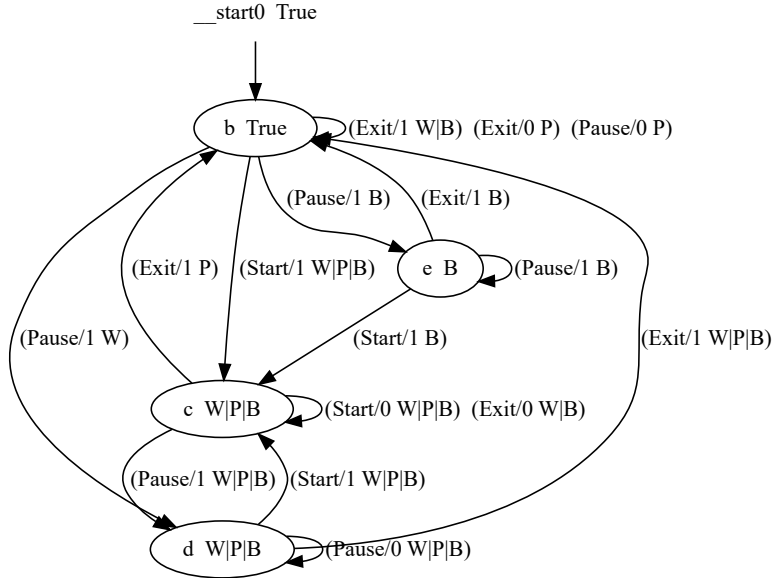 __start0 True
b True
(Exit/1 W|B) (Exit/0 P) (Pause/0 P)
(Pause/1 B)
(Exit/1 B)
(Exit/1 P)
(Start/1 W|P|B)
e B
(Pause/1 B)
(Pause/1 W)
(Start/1 B)
(Exit/1 W|P|B)
c W|P|B
(Start/0 W|P|B) (Exit/0 W|B)
(Pause/1 W|P|B)
(Start/1 W|P|B)
d W|P|B
(Pause/0 W|P|B)